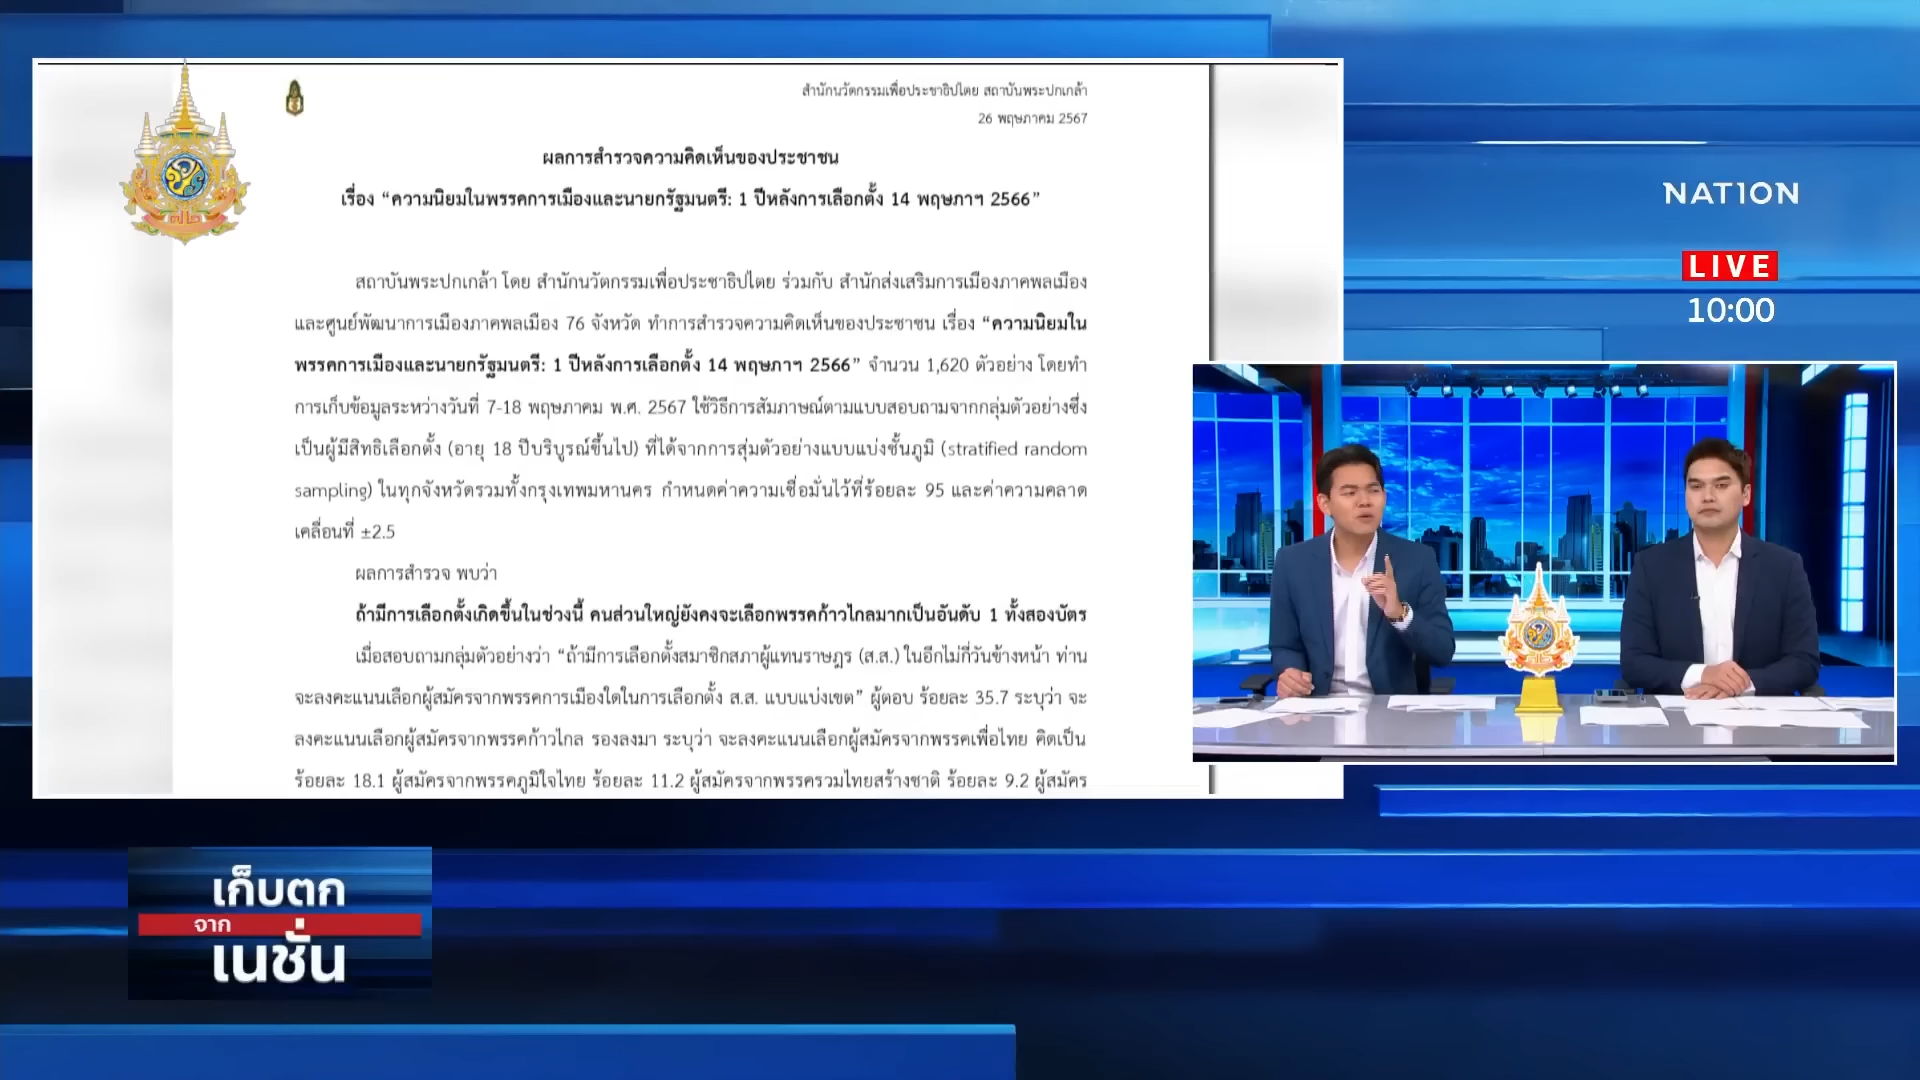 สำนักนวัตกรรมเพื่อประชาธิปไตย สถาบันพระปกเกล้า
26 พฤษภาคม 2567
ผลการสำรวจความคิดเห็นของประชาชน
เรื่อง “ความนิยมในพรรคการเมืองและนายกรัฐมนตรี: 1 ปีหลังการเลือกตั้ง 14 พฤษภาฯ 2566”
สถาบันพระปกเกล้า โดย สำนักนวัตกรรมเพื่อประชาธิปไตย ร่วมกับ สำนักส่งเสริมการเมืองภาคพลเมือง
และศูนย์พัฒนาการเมืองภาคพลเมือง 76 จังหวัด ทำการสำรวจความคิดเห็นของประชาชน เรื่อง “ความนิยมใน
พรรคการเมืองและนายกรัฐมนตรี: 1 ปีหลังการเลือกตั้ง 14 พฤษภาฯ 2566” จำนวน 1,620 ตัวอย่าง โดยทำ
การเก็บข้อมูลระหว่างวันที่ 7-18 พฤษภาคม พ.ศ. 2567 ใช้วิธีการสัมภาษณ์ตามแบบสอบถามจากกลุ่มตัวอย่างซึ่ง
เป็นผู้มีสิทธิเลือกตั้ง (อายุ 18 ปีบริบูรณ์ขึ้นไป) ที่ได้จากการสุ่มตัวอย่างแบบแบ่งชั้นภูมิ (stratified random
sampling) ในทุกจังหวัดรวมทั้งกรุงเทพมหานคร กำหนดค่าความเชื่อมั่นไว้ที่ร้อยละ 95 และค่าความคลาด
เคลื่อนที่ ±2.5
ผลการสำรวจ พบว่า
ถ้ามีการเลือกตั้งเกิดขึ้นในช่วงนี้ คนส่วนใหญ่ยังคงจะเลือกพรรคก้าวไกลมากเป็นอันดับ 1 ทั้งสองบัตร
เมื่อสอบถามกลุ่มตัวอย่างว่า “ถ้ามีการเลือกตั้งสมาชิกสภาผู้แทนราษฎร (ส.ส.) ในอีกไม่กี่วันข้างหน้า ท่าน
จะลงคะแนนเลือกผู้สมัครจากพรรคการเมืองใดในการเลือกตั้ง ส.ส. แบบแบ่งเขต” ผู้ตอบ ร้อยละ 35.7 ระบุว่า จะ
ลงคะแนนเลือกผู้สมัครจากพรรคก้าวไกล รองลงมา ระบุว่า จะลงคะแนนเลือกผู้สมัครจากพรรคเพื่อไทย คิดเป็น
ร้อยละ 18.1 ผู้สมัครจากพรรคภูมิใจไทย ร้อยละ 11.2 ผู้สมัครจากพรรครวมไทยสร้างชาติ ร้อยละ 9.2 ผู้สมัคร
NATION
LIVE
10:00
เก็บตก
จาก
เนชั่น
๗๒